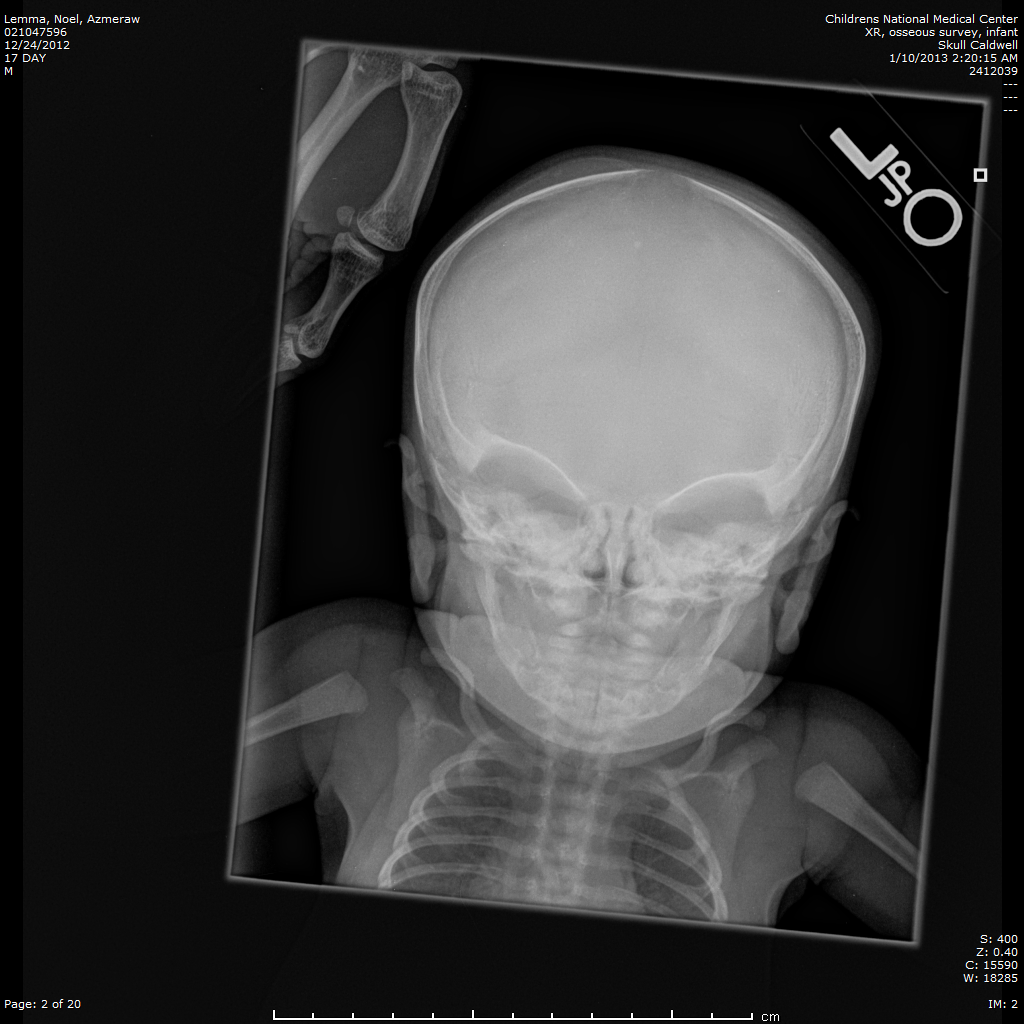 Lemma, Noel, Azmeraw
021047596
12/24/2012
17 DAY
M
Childrens National Medical Center
XR, osseous survey, infant
Skull Caldwell
1/10/2013 2:20:15 AM
2412039
---
---
---
L JP O
S: 400
Z: 0.40
C: 15590
W: 18285
Page: 2 of 20
cm
IM: 2